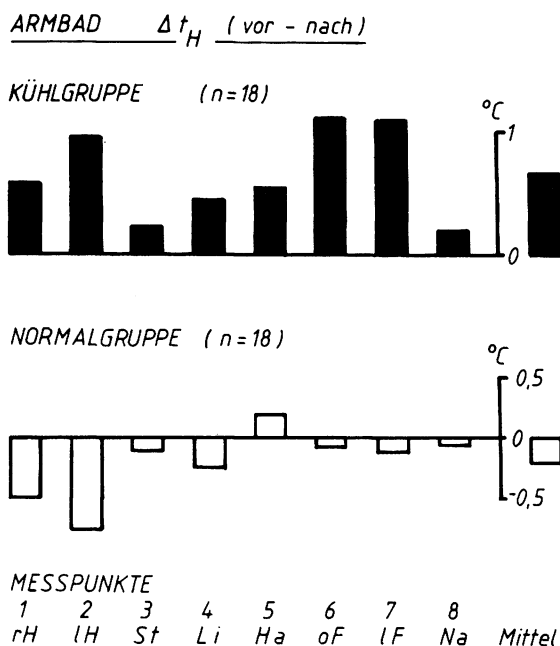 ARMBAD Δt_H (vor - nach)
KÜHLGRUPPE (n=18)
°C
1
0
NORMALGRUPPE (n=18)
°C
0,5
0
-0,5
MESSPUNKTE
1 2 3 4 5 6 7 8
rH lH St Li Ha oF lF Na Mittel